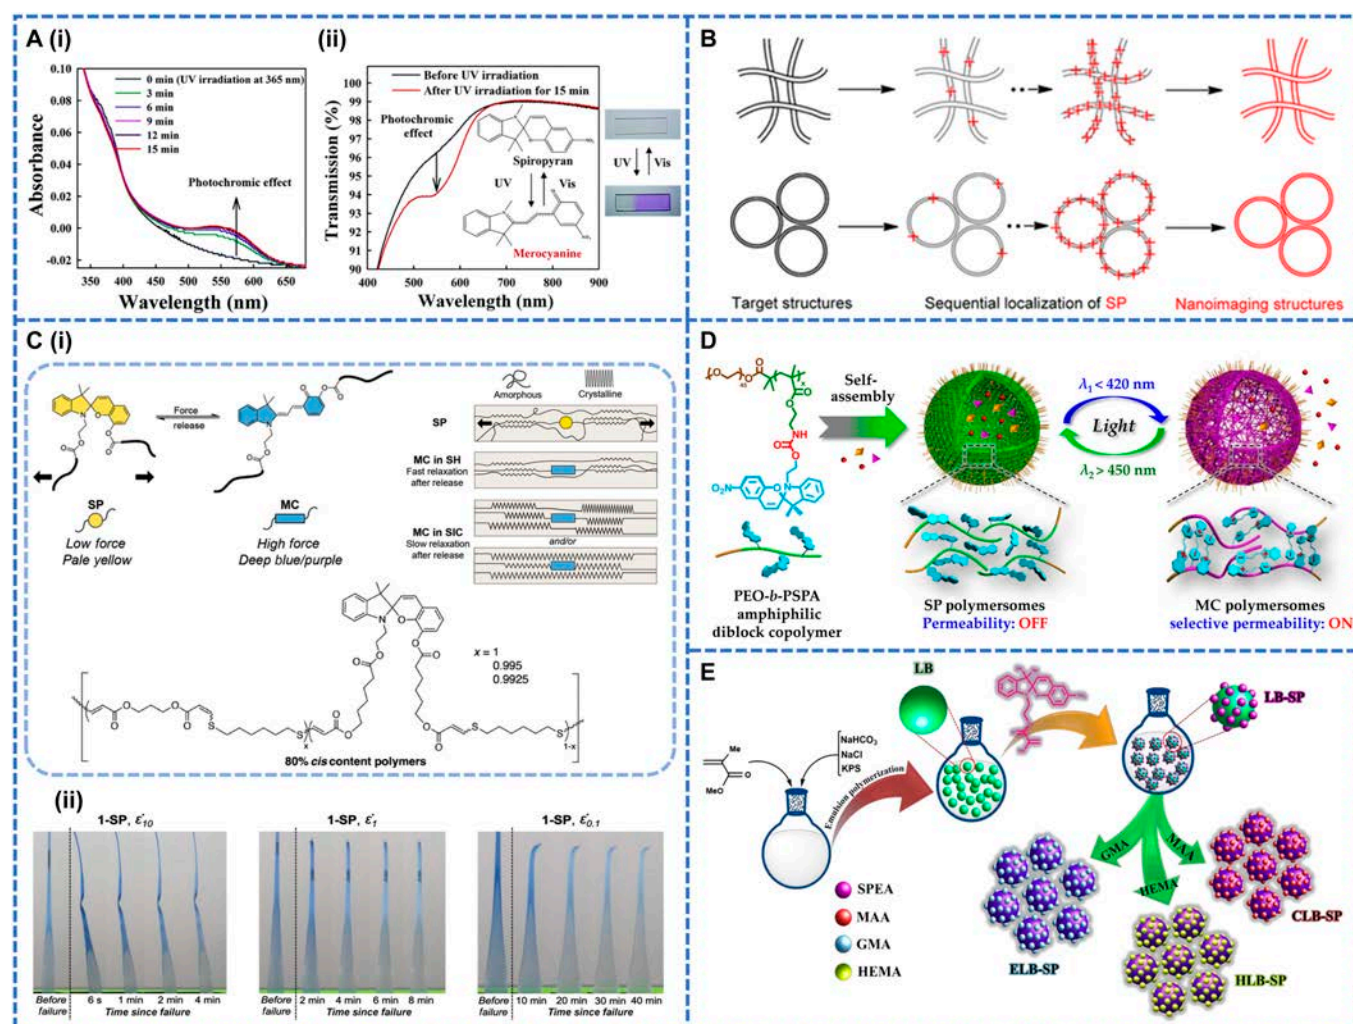 A (i)
0.10
0.08
0.06
0.04
0.02
0.00
-0.02
Absorbance
0 min (UV irradiation at 365 nm)
3 min
6 min
9 min
12 min
15 min
Photochromic effect
350 400 450 500 550 600 650
Wavelength (nm)
(ii)
100
99
98
97
96
95
94
93
92
91
90
Transmission (%)
Before UV irradiation
After UV irradiation for 15 min
Photochromic
effect
Spiropyran
UV
Vis
Merocyanine
400 500 600 700 800 900
Wavelength (nm)
UV
Vis
B
Target structures
Sequential localization of SP
Nanoimaging structures
C (i)
Force
release
SP
Low force
Pale yellow
MC
High force
Deep blue/purple
Amorphous
Crystalline
SP
MC in SH
Fast relaxation
after release
MC in SIC
Slow relaxation
after release
and/or
x = 1
0.995
0.9925
x
1-x
80% cis content polymers
(ii)
1-SP, ε̇10
Before
failure
6 s 1 min 2 min 4 min
Time since failure
1-SP, ε̇1
Before
failure
2 min 4 min 6 min 8 min
Time since failure
1-SP, ε̇0.1
Before
failure
10 min 20 min 30 min 40 min
Time since failure
D
Self-
assembly
λ1 < 420 nm
Light
λ2 > 450 nm
PEO-b-PSPA
amphiphilic
diblock copolymer
SP polymersomes
Permeability: OFF
MC polymersomes
selective permeability: ON
E
LB
LB-SP
Me
MeO
O
NaHCO3
NaCl
KPS
Emulsion polymerization
GMA
HEMA
MAA
SPEA
MAA
GMA
HEMA
ELB-SP
HLB-SP
CLB-SP